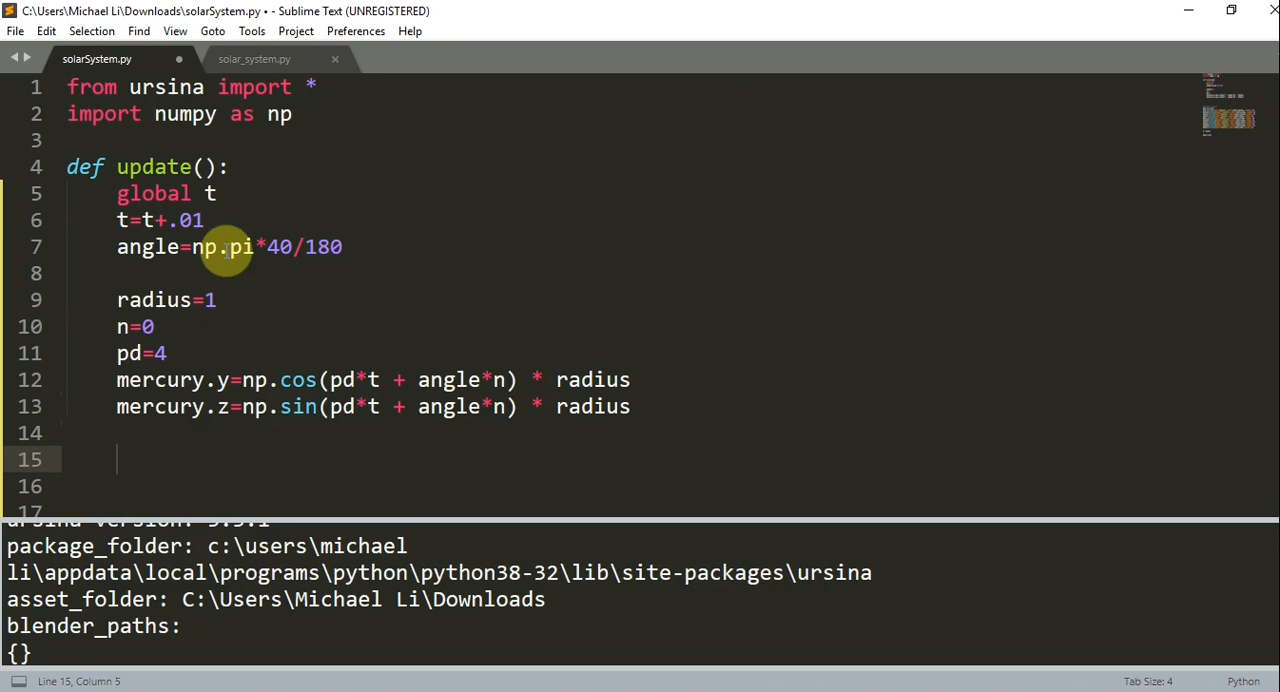 C:\Users\Michael Li\Downloads\solarSystem.py • - Sublime Text (UNREGISTERED)
File Edit Selection Find View Goto Tools Project Preferences Help
solarSystem.py solar_system.py
1 from ursina import *
2 import numpy as np
3
4 def update():
5 global t
6 t=t+.01
7 angle=np.pi*40/180
8
9 radius=1
10 n=0
11 pd=4
12 mercury.y=np.cos(pd*t + angle*n) * radius
13 mercury.z=np.sin(pd*t + angle*n) * radius
14
15
16
17
package_folder: c:\users\michael
li\appdata\local\programs\python\python38-32\lib\site-packages\ursina
asset_folder: C:\Users\Michael Li\Downloads
blender_paths:
{}
Line 15, Column 5 Tab Size: 4 Python